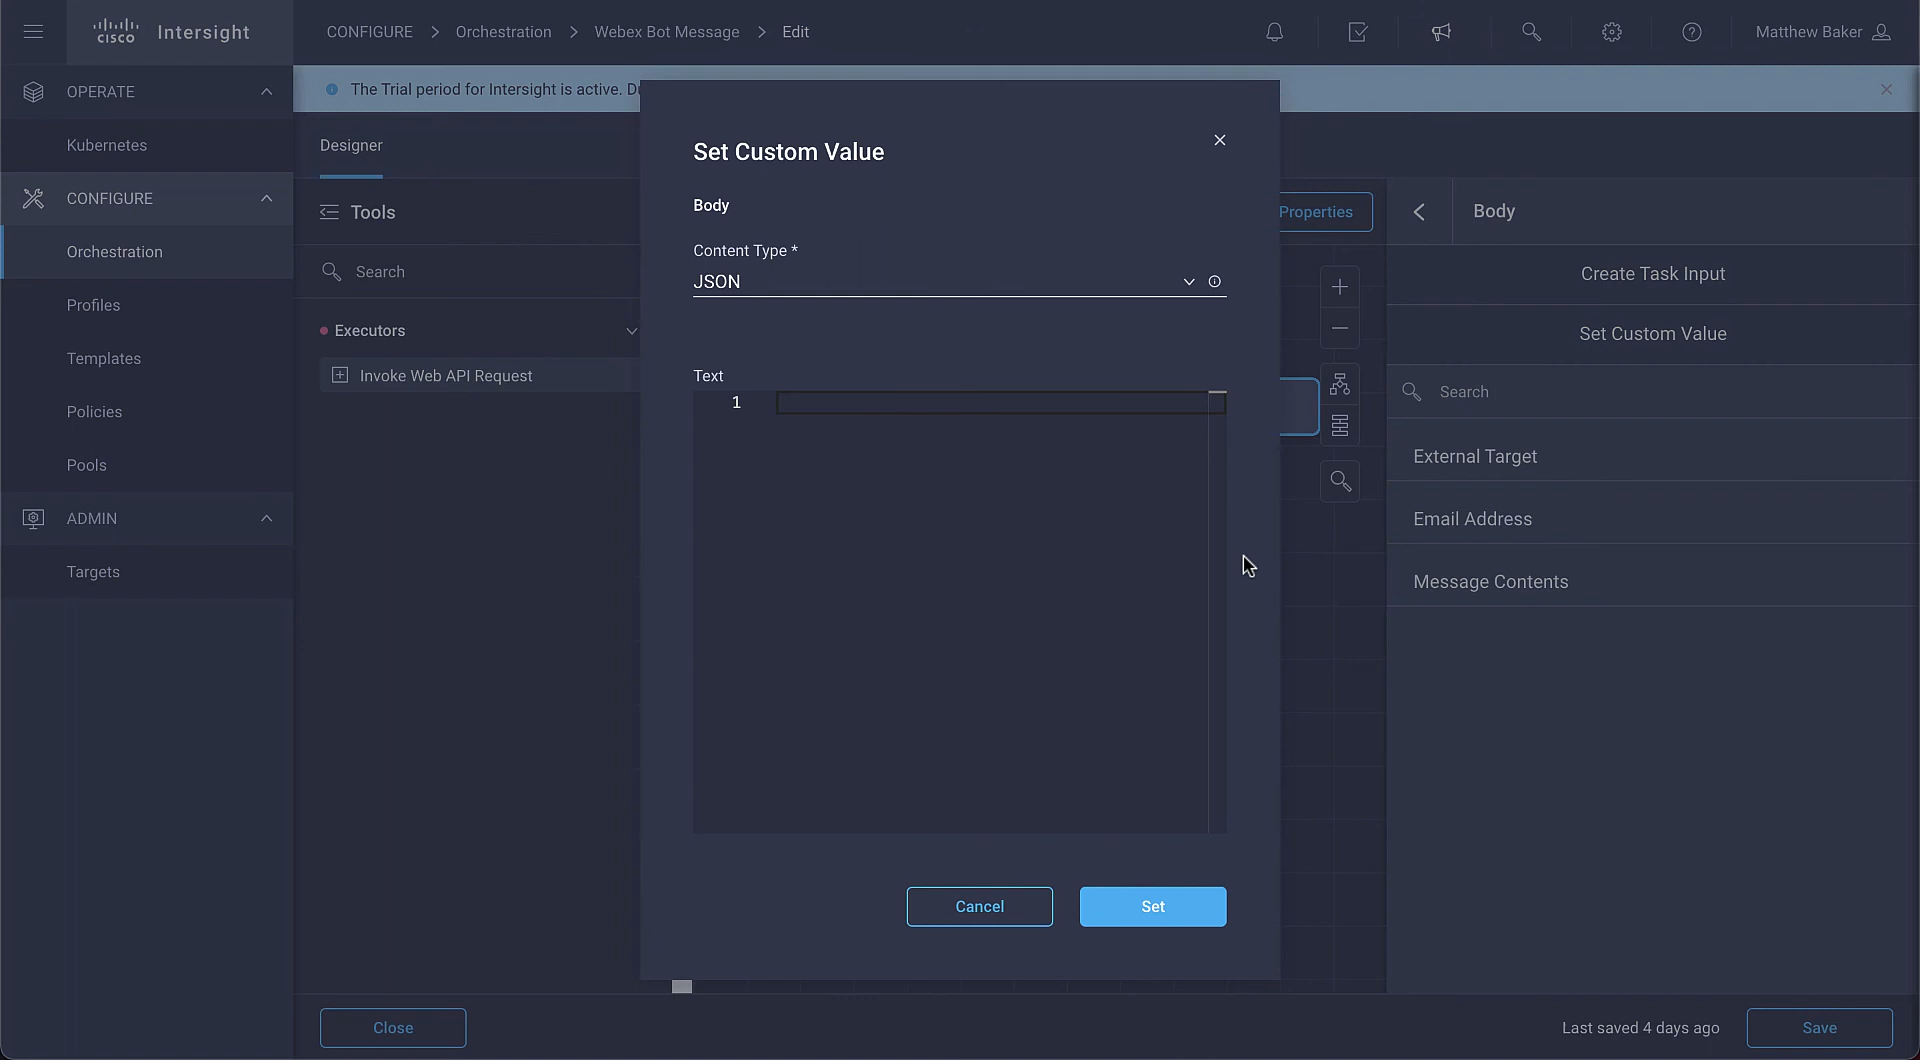 CISCO Intersight
CONFIGURE > Orchestration > Webex Bot Message > Edit
Matthew Baker
OPERATE
Kubernetes
CONFIGURE
Orchestration
Profiles
Templates
Policies
Pools
ADMIN
Targets
The Trial period for Intersight is active.
Designer
Tools
Search
Executors
Invoke Web API Request
Set Custom Value
Body
Content Type *
JSON
Text
1
Cancel
Set
Properties
Body
Create Task Input
Set Custom Value
Search
External Target
Email Address
Message Contents
Close
Last saved 4 days ago
Save